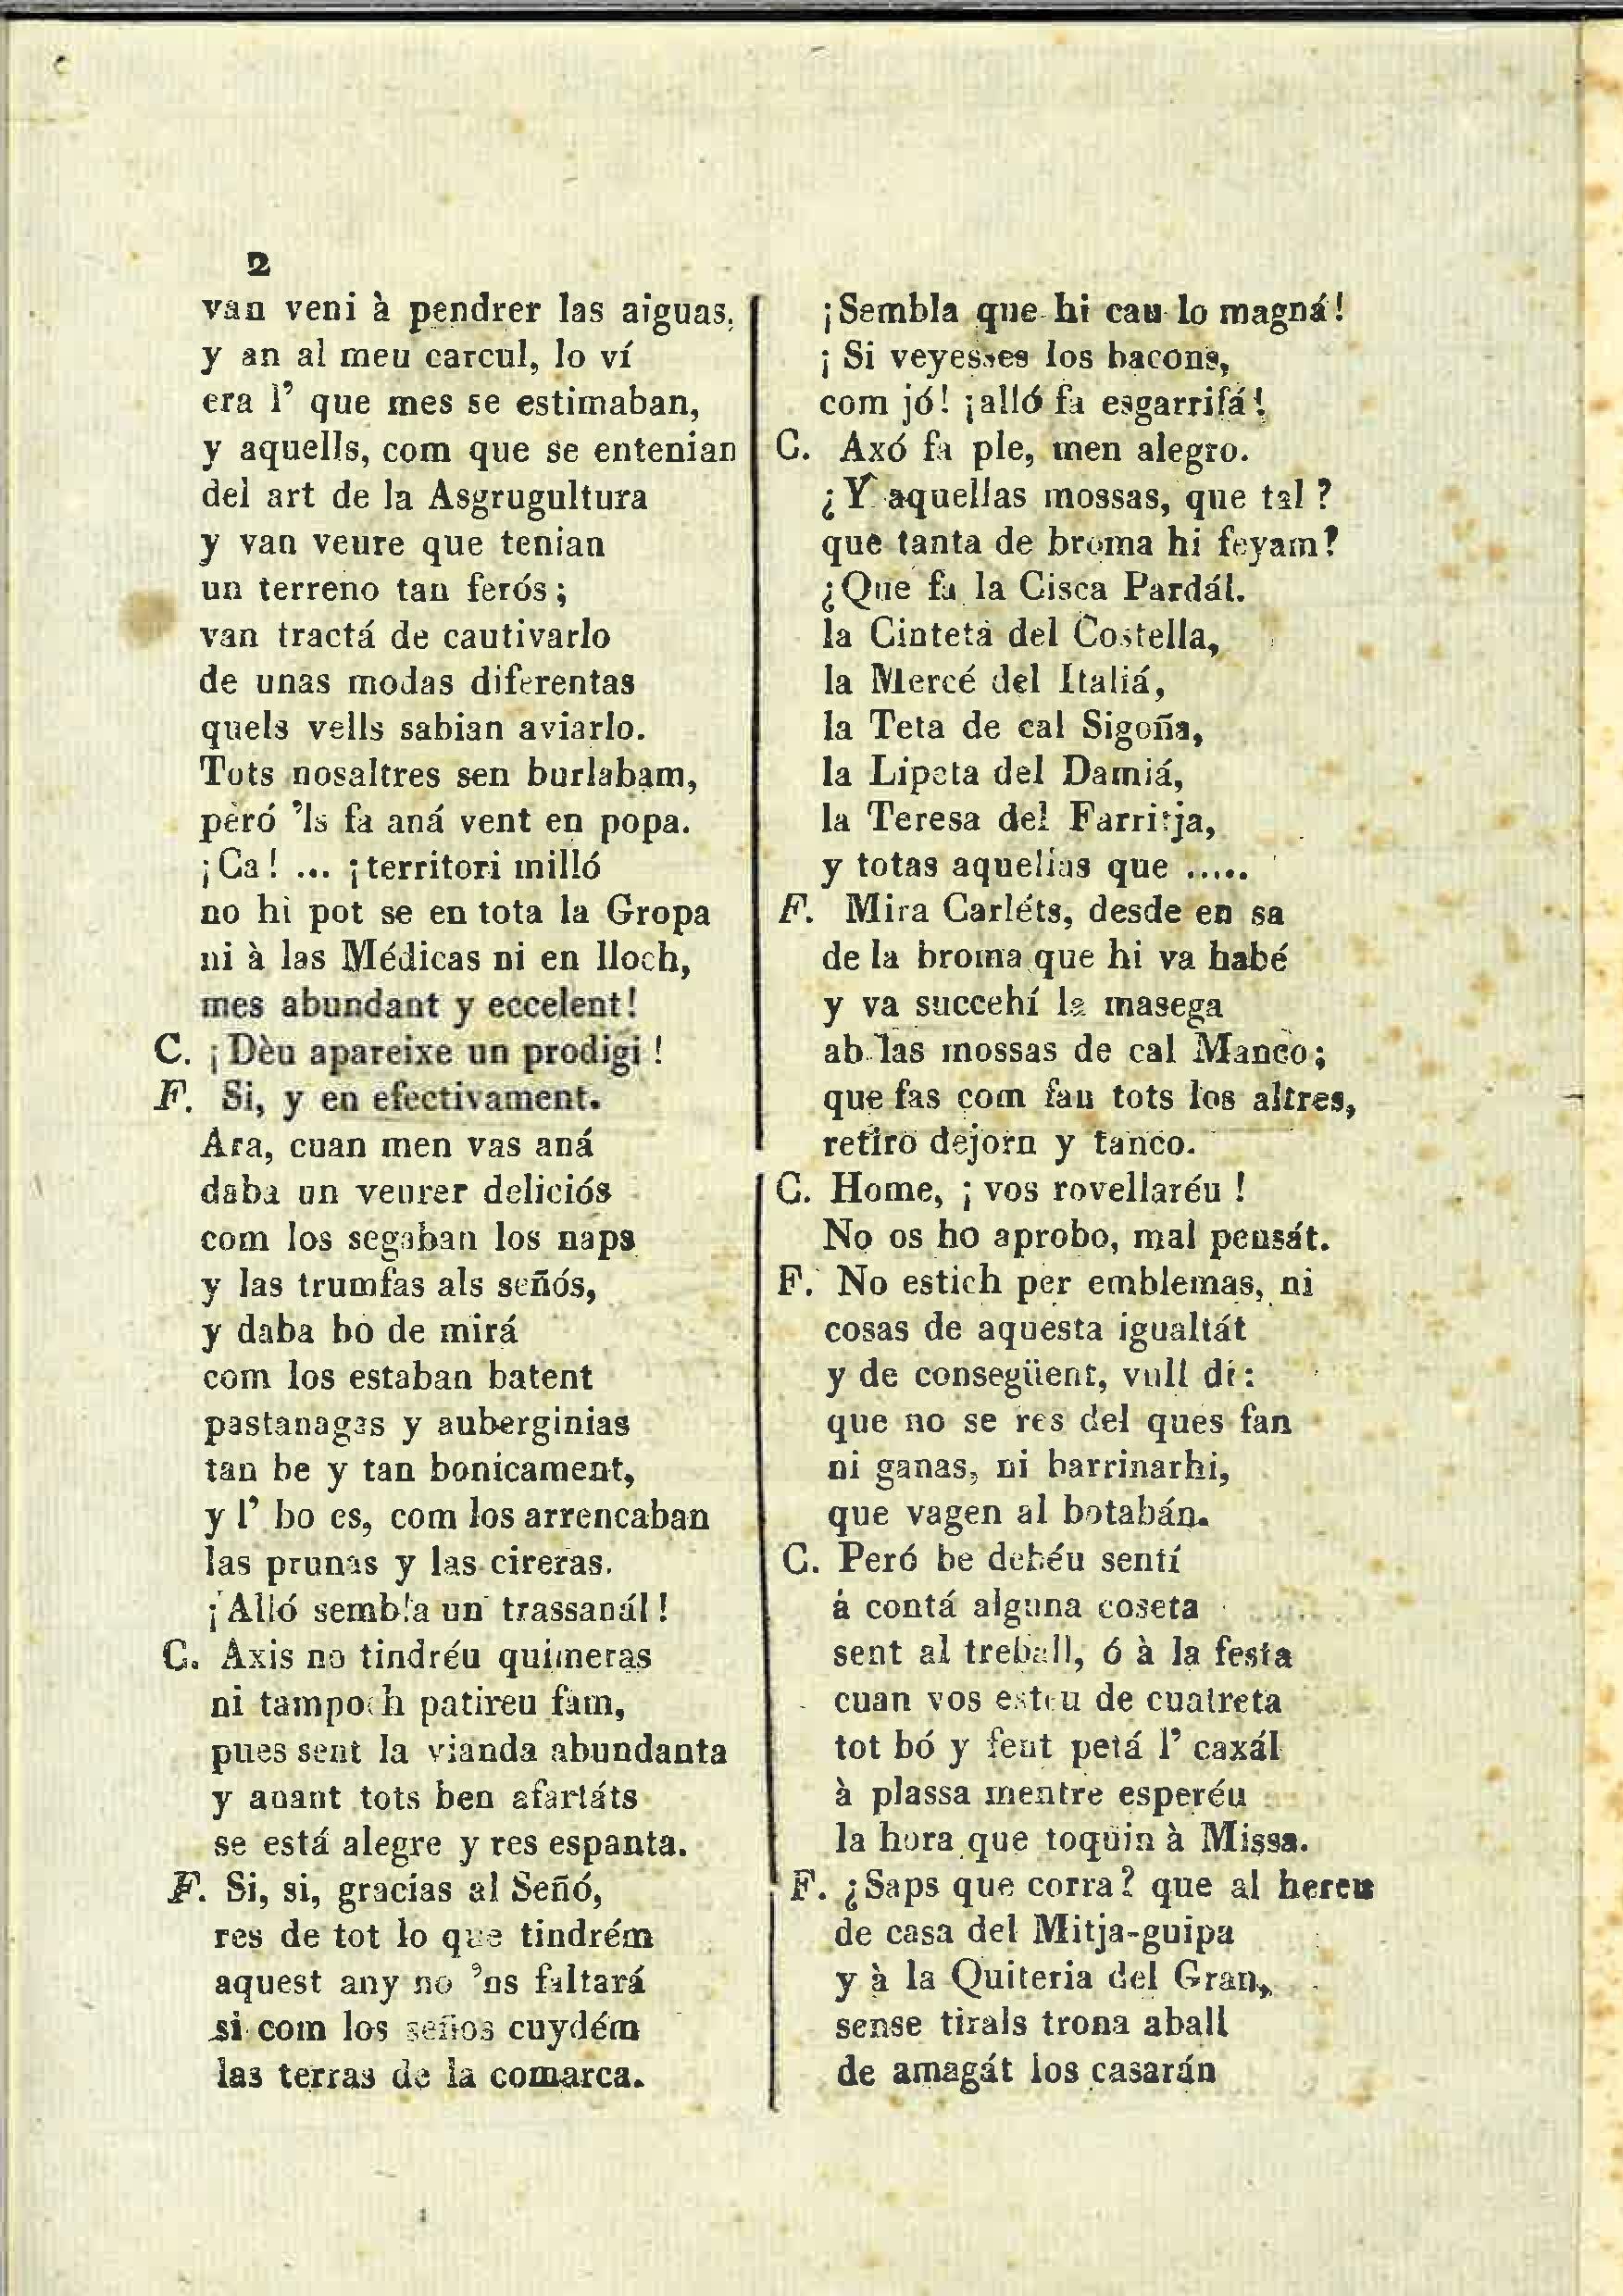 2
van veni à pendrer las aiguas,
y an al meu carcul, lo ví
era l’ que mes se estimaban,
y aquells, com que se entenian
del art de la Asgrugultura
y van veure que tenian
un terreno tan ferós;
van tractá de cautivarlo
de unas modas diferentas
quels vells sabian aviarlo.
Tots nosaltres sen burlabam,
peró ’ls fa aná vent en popa.
¡Ca! ... ¡territori milló
no hi pot se en tota la Gropa
ni à las Médicas ni en lloch,
mes abundant y eccelent!
C. ¡Dèu apareixe un prodigi!
F. Si, y en efectivament.
Ara, cuan men vas aná
daba un veurer deliciós
com los segaban los naps
y las trumfas als señós,
y daba bo de mirá
com los estaban batent
pastanagas y auberginias
tan be y tan bonicament,
y l’ bo es, com los arrencaban
las prunas y las cireras.
¡Alló sembla un trassanál!
C. Axis no tindréu quimeras
ni tampoch patireu fam,
pues sent la vianda abundanta
y anant tots ben afartáts
se está alegre y res espanta.
F. Si, si, gracias al Señó,
res de tot lo que tindrém
aquest any no ’ns faltará
si com los seños cuydém
las terras de la comarca.
¡Sembla que hi cau lo magná!
¡Si veyesses los bacons,
com jó! ¡alló fa esgarrifá!
C. Axó fa ple, men alegro.
¿Y aquellas mossas, que tal?
que tanta de broma hi feyam?
¿Que fa la Cisca Pardál.
la Cinteta del Costella,
la Mercé del Italiá,
la Teta de cal Sigoña,
la Lipeta del Damiá,
la Teresa del Farritja,
y totas aquellas que .....
F. Mira Carléts, desde en sa
de la broma que hi va habé
y va succehí la masega
ab las mossas de cal Manco;
que fas com fan tots los altres,
retiro dejorn y tanco.
C. Home, ¡vos rovellaréu!
No os ho aprobo, mal pensát.
F. No estich per emblemas, ni
cosas de aquesta igualtát
y de consegüent, vull di:
que no se res del ques fan
ni ganas, ni barrinarhi,
que vagen al botabán.
C. Peró be debéu sentí
á contá alguna coseta
sent al treball, ó à la festa
cuan vos esteu de cuatreta
tot bó y fent petá l’ caxál
à plassa mentre esperéu
la hora que toquin à Missa.
F. ¿Saps que corra? que al hereu
de casa del Mitja-guipa
y à la Quiteria del Gran,
sense tirals trona aball
de amagát los casarán